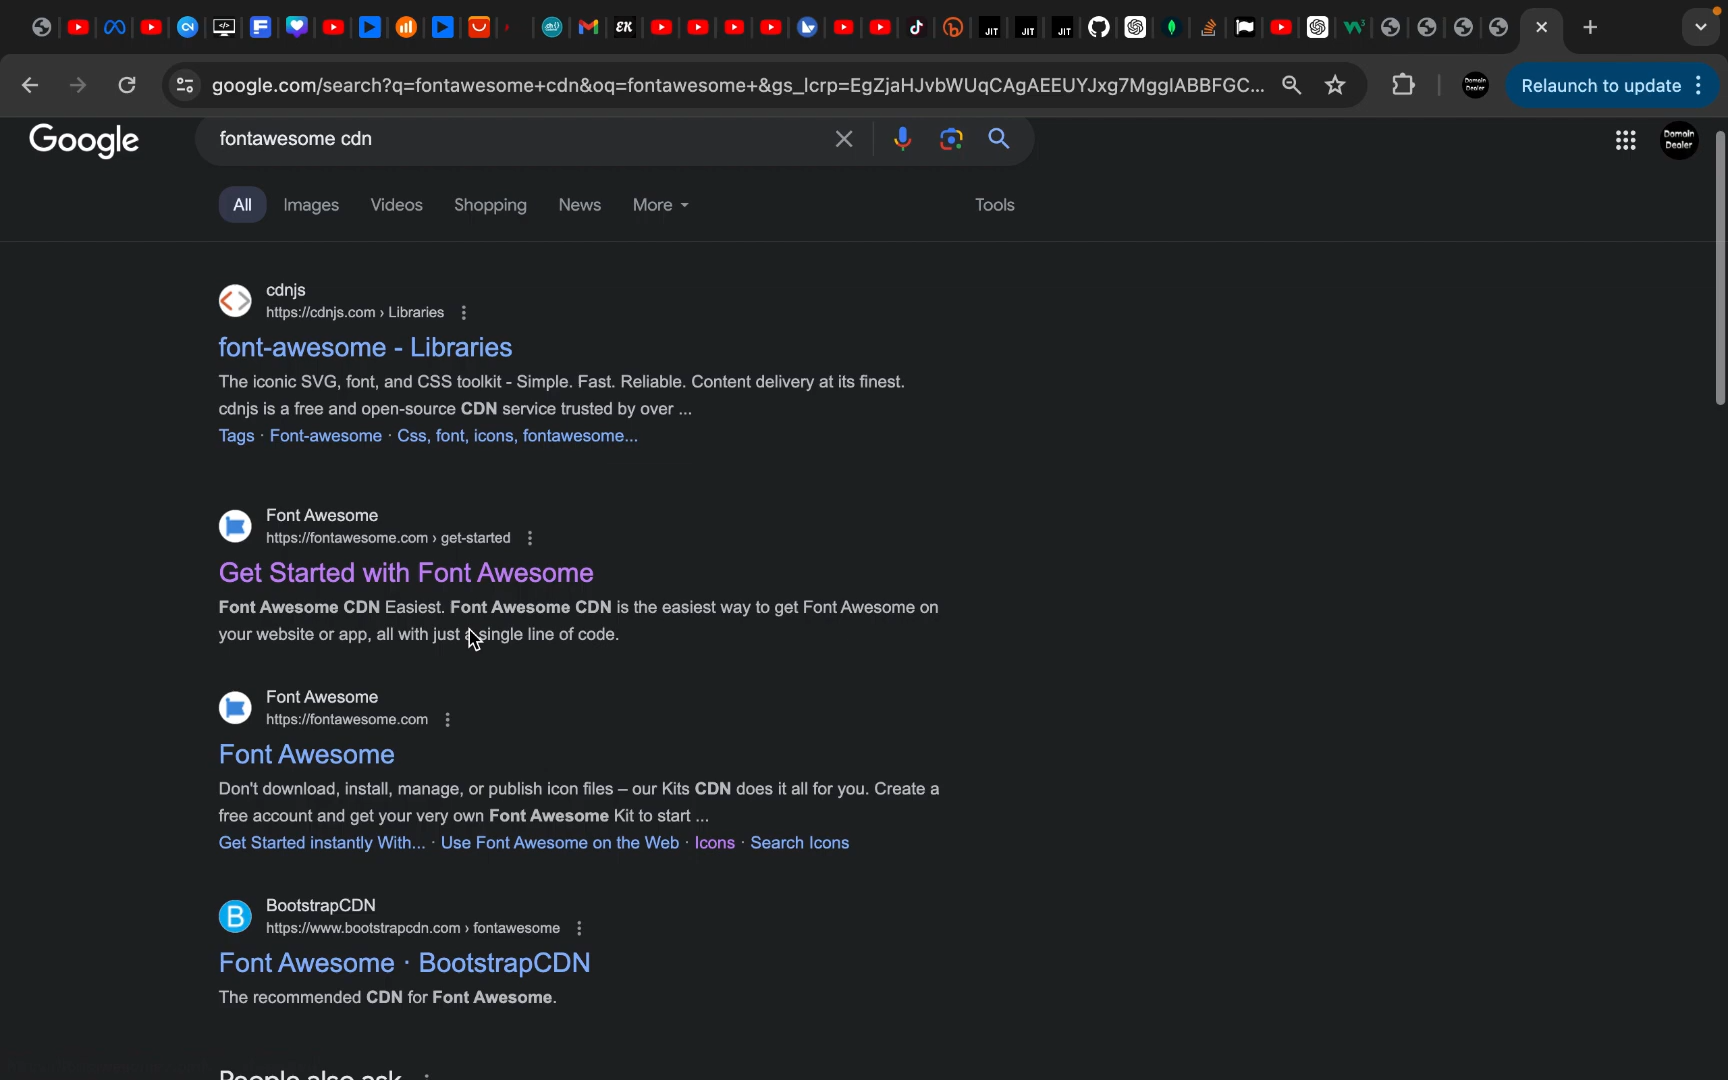 google.com/search?q=fontawesome+cdn&oq=fontawesome+&gs_lcrp=EgZjaHJvbWUqCAgAEEUYJxg7MggIABBFGC...
Relaunch to update
Google
fontawesome cdn
Domain
Dealer
All
Images
Videos
Shopping
News
More
Tools
cdnjs
https://cdnjs.com › Libraries
font-awesome - Libraries
The iconic SVG, font, and CSS toolkit - Simple. Fast. Reliable. Content delivery at its finest.
cdnjs is a free and open-source CDN service trusted by over ...
Tags · Font-awesome · Css, font, icons, fontawesome...
Font Awesome
https://fontawesome.com › get-started
Get Started with Font Awesome
Font Awesome CDN Easiest. Font Awesome CDN is the easiest way to get Font Awesome on
your website or app, all with just a single line of code.
Font Awesome
https://fontawesome.com
Font Awesome
Don't download, install, manage, or publish icon files – our Kits CDN does it all for you. Create a
free account and get your very own Font Awesome Kit to start ...
Get Started instantly With... · Use Font Awesome on the Web · Icons · Search Icons
BootstrapCDN
https://www.bootstrapcdn.com › fontawesome
Font Awesome · BootstrapCDN
The recommended CDN for Font Awesome.
People also ask